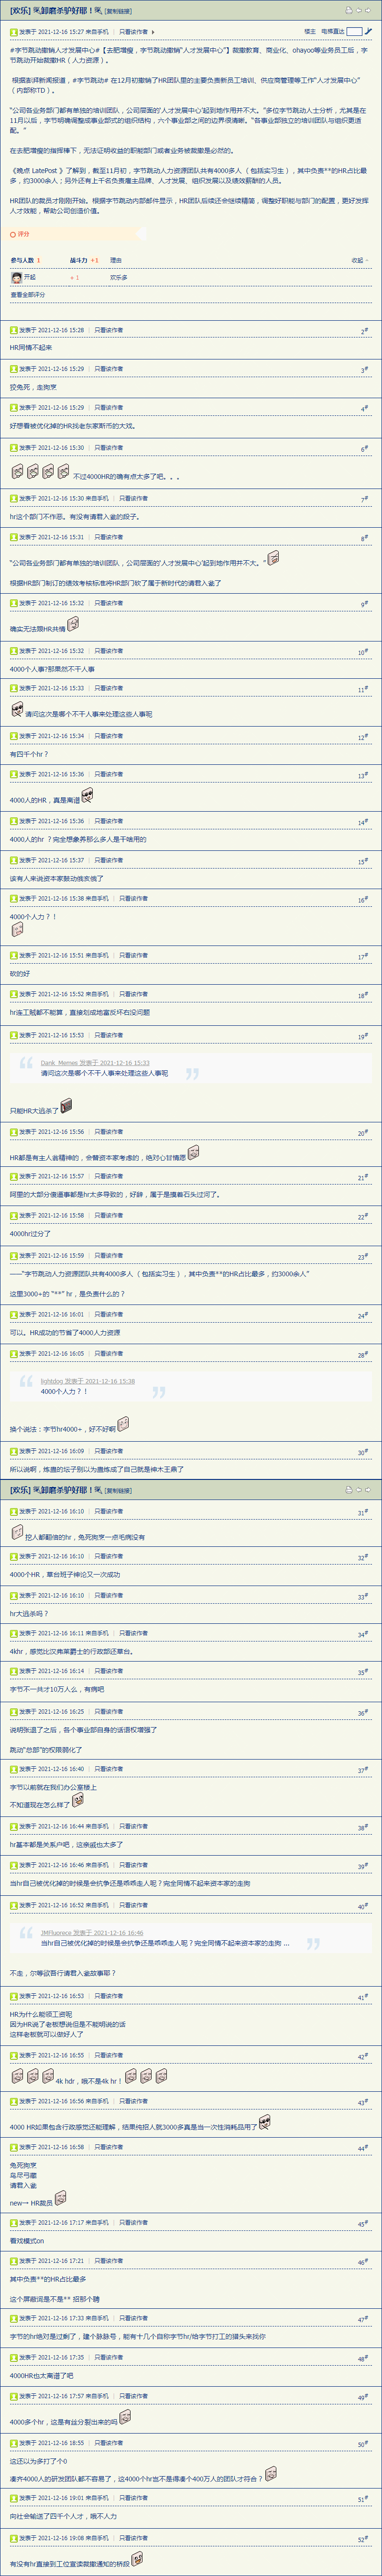 [欢乐] 卸磨杀驴好耶！ [复制链接]
发表于 2021-12-16 15:27 来自手机 | 只看该作者
楼主 电梯直达
#字节跳动撤销人才发展中心#【去肥增瘦，字节跳动撤销"人才发展中心"】裁撤教育、商业化、ohayoo等业务员工后，字节跳动开始裁撤HR（ 人力资源 ）。
根据澎湃新闻报道，#字节跳动# 在12月初撤销了HR团队里的主要负责新员工培训、供应商管理等工作"人才发展中心"（ 内部称TD ）。
"公司各业务部门都有单独的培训团队，公司层面的'人才发展中心'起到地作用并不大。"多位字节跳动人士分析，尤其是在11月以后，字节明确调整成事业部式的组织结构，六个事业部之间的边界很清晰。"各事业部独立的培训团队与组织更适配。"
在去肥增瘦的指挥棒下，无法证明收益的职能部门或者业务被裁撤是必然的。
《晚点 LatePost 》了解到，截至11月初，字节跳动人力资源团队共有4000多人（ 包括实习生 ），其中负责**的HR占比最多，约3000余人；另外还有上千名负责雇主品牌、人才发展、组织发展以及绩效薪酬的人员。
HR团队的裁员才刚刚开始。根据字节跳动内部邮件显示，HR团队后续还会继续精简，调整好职能与部门的配置，更好发挥人才效能，帮助公司创造价值。
评分
参与人数 1 战斗力 +1 理由 收起
开起 + 1 欢乐多
查看全部评分
发表于 2021-12-16 15:28 | 只看该作者 2#
HR同情不起来
发表于 2021-12-16 15:29 | 只看该作者 3#
狡兔死，走狗烹
发表于 2021-12-16 15:29 | 只看该作者 4#
好想看被优化掉的HR找老东家斯币的大戏。
发表于 2021-12-16 15:30 | 只看该作者 6#
不过4000HR的确有点太多了吧。。。
发表于 2021-12-16 15:30 来自手机 | 只看该作者 7#
hr这个部门不作恶。有没有请君入瓮的段子。
发表于 2021-12-16 15:31 | 只看该作者 8#
"公司各业务部门都有单独的培训团队，公司层面的'人才发展中心'起到地作用并不大。"
根据HR部门制订的绩效考核标准将HR部门砍了属于新时代的请君入瓮了
发表于 2021-12-16 15:32 | 只看该作者 9#
确实无法跟HR共情
发表于 2021-12-16 15:32 | 只看该作者 10#
4000个人事?那果然不干人事
发表于 2021-12-16 15:33 | 只看该作者 11#
请问这次是哪个不干人事来处理这些人事呢
发表于 2021-12-16 15:34 | 只看该作者 12#
有四千个hr？
发表于 2021-12-16 15:36 | 只看该作者 13#
4000人的HR，真是离谱
发表于 2021-12-16 15:36 | 只看该作者 14#
4000人的hr ？完全想象弄那么多人是干啥用的
发表于 2021-12-16 15:37 | 只看该作者 15#
该有人来说资本家鼓动俄亥俄了
发表于 2021-12-16 15:38 来自手机 | 只看该作者 16#
4000个人力？！
发表于 2021-12-16 15:51 来自手机 | 只看该作者 17#
砍的好
发表于 2021-12-16 15:52 来自手机 | 只看该作者 18#
hr连工贼都不能算，直接划成地富反坏右没问题
发表于 2021-12-16 15:53 | 只看该作者 19#
Dank. Memes 发表于 2021-12-16 15:33
请问这次是哪个不干人事来处理这些人事呢
只能HR大逃杀了
发表于 2021-12-16 15:56 | 只看该作者 20#
HR都是有主人翁精神的，会替资本家考虑的，绝对心甘情愿
发表于 2021-12-16 15:57 | 只看该作者 21#
阿里的大部分傻逼事都是hr太多导致的，好辟，属于是摸着石头过河了。
发表于 2021-12-16 15:58 | 只看该作者 22#
4000hr过分了
发表于 2021-12-16 15:59 | 只看该作者 23#
——"字节跳动人力资源团队共有4000多人（ 包括实习生 ），其中负责**的HR占比最多，约3000余人"
这里3000+的 "**" hr，是负责什么的？
发表于 2021-12-16 16:01 | 只看该作者 24#
可以。HR成功的节省了4000人力资源
发表于 2021-12-16 16:05 | 只看该作者 28#
lightdog 发表于 2021-12-16 15:38
4000个人力？！
换个说法：字节hr4000+，好不好啊
发表于 2021-12-16 16:09 | 只看该作者 30#
所以说啊，炼蛊的坛子别以为蛊炼成了自己就是神木王鼎了
[欢乐] 卸磨杀驴好耶！ [复制链接]
发表于 2021-12-16 16:10 | 只看该作者 31#
挖人都翻倍的hr，兔死狗烹一点毛病没有
发表于 2021-12-16 16:10 | 只看该作者 32#
4000个HR，草台班子悖论又一次成功
发表于 2021-12-16 16:10 | 只看该作者 33#
hr大逃杀吗？
发表于 2021-12-16 16:11 来自手机 | 只看该作者 34#
4khr，感觉比汉弗莱爵士的行政部还草台。
发表于 2021-12-16 16:14 | 只看该作者 35#
字节不一共才10万人么，有病吧
发表于 2021-12-16 16:25 | 只看该作者 36#
说明张退了之后，各个事业部自身的话语权增强了
跳动"总部"的权限弱化了
发表于 2021-12-16 16:40 | 只看该作者 37#
字节以前就在我们办公室楼上
不知道现在怎么样了
发表于 2021-12-16 16:44 来自手机 | 只看该作者 38#
hr基本都是关系户吧，这亲戚也太多了
发表于 2021-12-16 16:46 来自手机 | 只看该作者 39#
当hr自己被优化掉的时候是会抗争还是乖乖走人呢？完全同情不起来资本家的走狗
发表于 2021-12-16 16:52 来自手机 | 只看该作者 40#
JMFluorece 发表于 2021-12-16 16:46
当hr自己被优化掉的时候是会抗争还是乖乖走人呢？完全同情不起来资本家的走狗 ...
不走，尔等欲吾行请君入瓮故事耶？
发表于 2021-12-16 16:53 | 只看该作者 41#
HR为什么能领工资呢
因为HR说了老板想说但是不能明说的话
这样老板就可以做好人了
发表于 2021-12-16 16:55 | 只看该作者 42#
4k hdr，哦不是4k hr！
发表于 2021-12-16 16:56 来自手机 | 只看该作者 43#
4000 HR如果包含行政感觉还能理解，结果纯招人就3000多真是当一次性消耗品用了
发表于 2021-12-16 16:58 | 只看该作者 44#
兔死狗烹
鸟尽弓藏
请君入瓮
new→ HR裁员
发表于 2021-12-16 17:17 来自手机 | 只看该作者 45#
看戏模式on
发表于 2021-12-16 17:21 | 只看该作者 46#
其中负责**的HR占比最多
这个屏蔽词是不是** 招那个聘
发表于 2021-12-16 17:33 来自手机 | 只看该作者 47#
字节的hr绝对是过剩了，建个脉脉号，能有十几个自称字节hr/给字节打工的猎头来找你
发表于 2021-12-16 17:35 | 只看该作者 48#
4000HR也太离谱了吧
发表于 2021-12-16 17:57 来自手机 | 只看该作者 49#
4000多个hr，这是有丝分裂出来的吗
发表于 2021-12-16 18:55 | 只看该作者 50#
这还以为多打了个0
凑齐4000人的研发团队都不容易了，这4000个hr岂不是得凑个400万人的团队才符合？
发表于 2021-12-16 19:01 来自手机 | 只看该作者 51#
向社会输送了四千个人才，哦不人力
发表于 2021-12-16 19:08 来自手机 | 只看该作者 52#
有没有hr直接到工位宣读裁撤通知的桥段